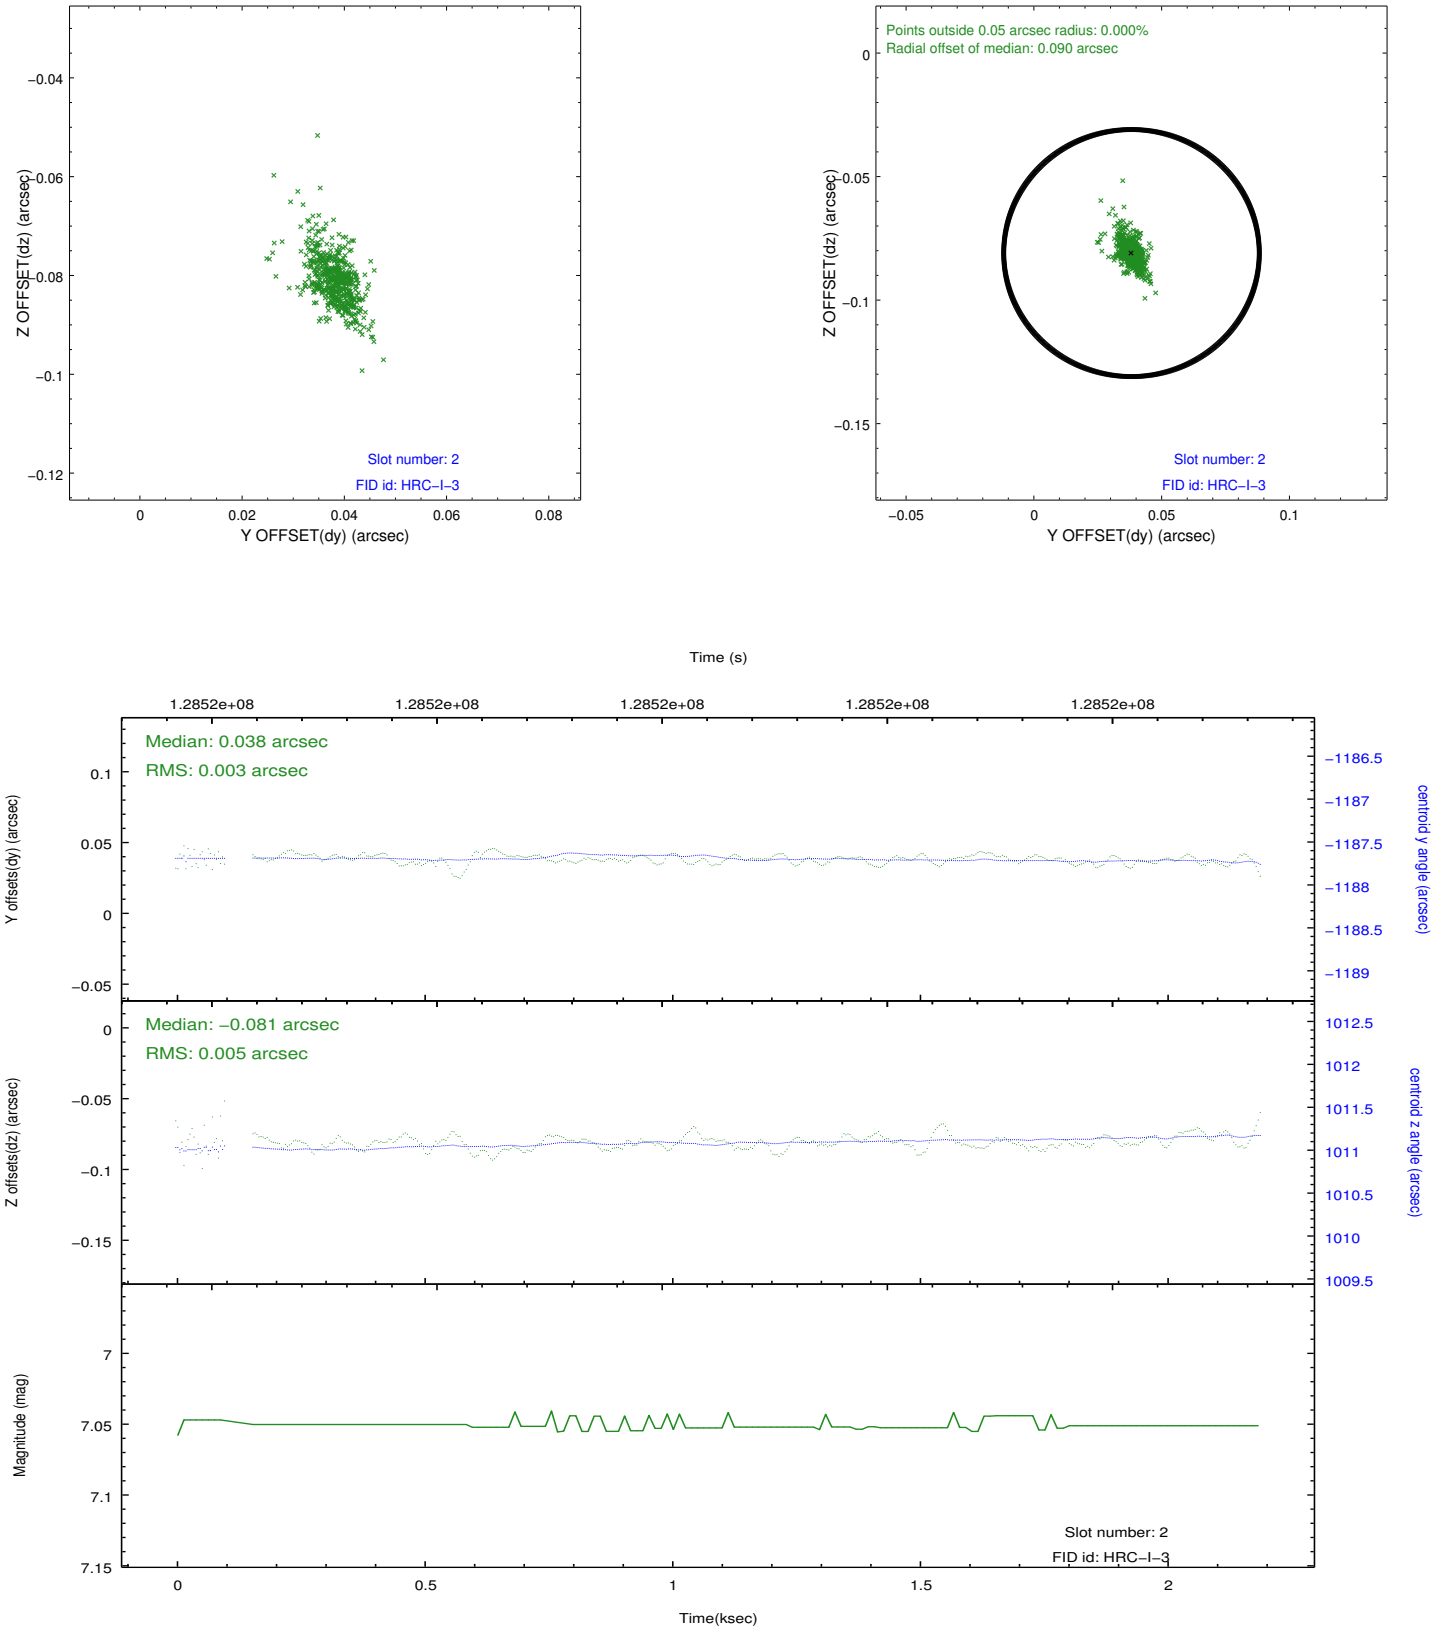 −0.04
−0.06
−0.08
−0.1
−0.12
Z OFFSET(dz) (arcsec)
Slot number: 2
FID id: HRC−I−3
0 0.02 0.04 0.06 0.08
Y OFFSET(dy) (arcsec)
Points outside 0.05 arcsec radius: 0.000%
Radial offset of median: 0.090 arcsec
0
−0.05
−0.1
−0.15
Z OFFSET(dz) (arcsec)
Slot number: 2
FID id: HRC−I−3
−0.05 0 0.05 0.1
Y OFFSET(dy) (arcsec)
Time (s)
1.2852e+08 1.2852e+08 1.2852e+08 1.2852e+08 1.2852e+08
Median: 0.038 arcsec
RMS: 0.003 arcsec
0.1
0.05
0
−0.05
Y offsets(dy) (arcsec)
−1186.5
−1187
−1187.5
−1188
−1188.5
−1189
centroid y angle (arcsec)
Median: −0.081 arcsec
RMS: 0.005 arcsec
0
−0.05
−0.1
−0.15
Z offsets(dz) (arcsec)
1012.5
1012
1011.5
1011
1010.5
1010
1009.5
centroid z angle (arcsec)
7
7.05
7.1
7.15
Magnitude (mag)
Slot number: 2
FID id: HRC−I−3
0 0.5 1 1.5 2
Time(ksec)